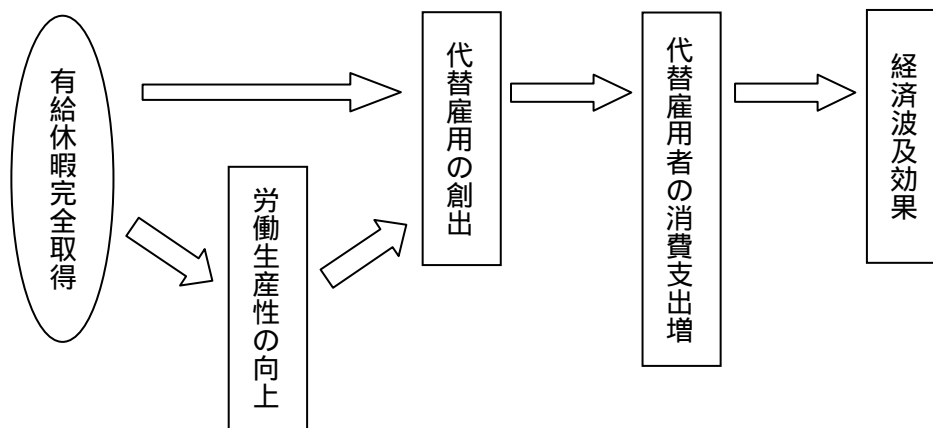 有給休暇完全取得
労働生産性の向上
代替雇用の創出
代替雇用者の消費支出増
経済波及効果